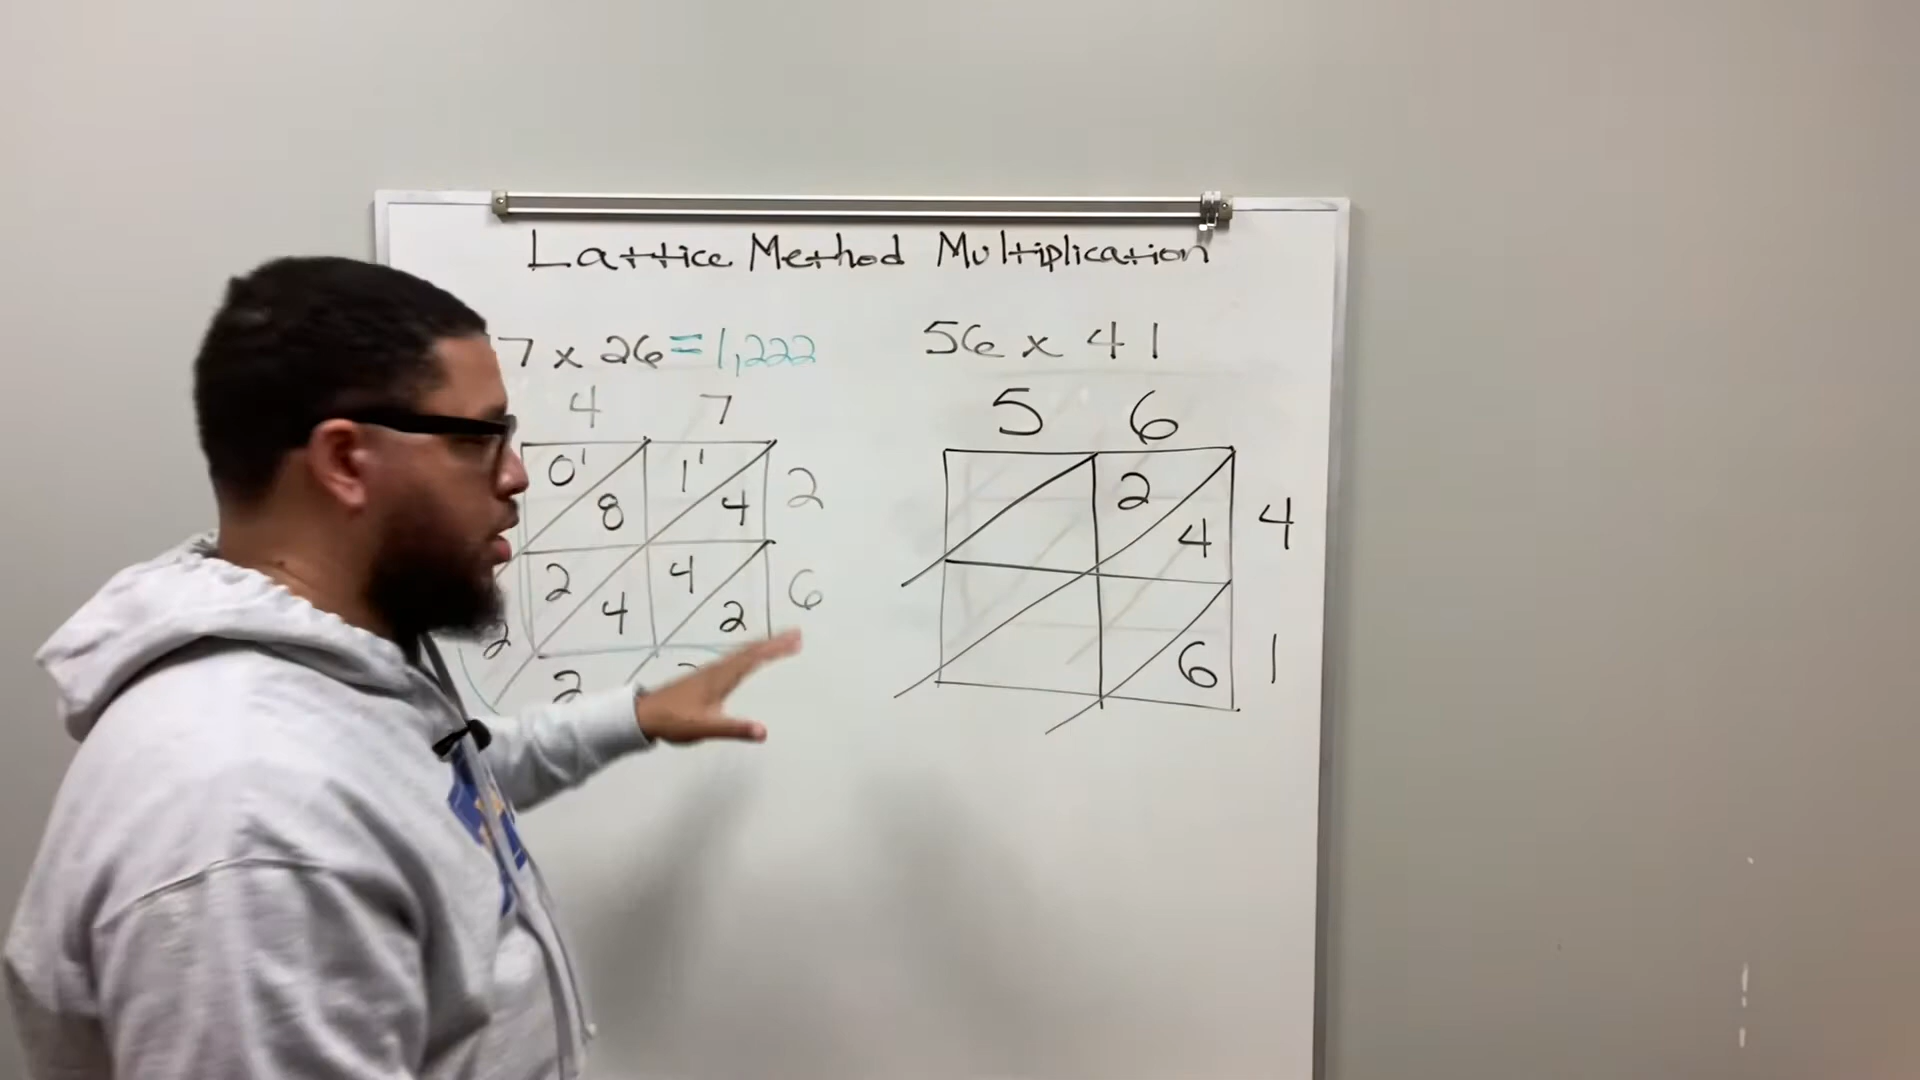 Lattice Method Multiplication
7 x 26 = 1,222
56 x 41
4 7
5 6
0' 1' 2
8 4
2 4 6
4 2
2
2
2 4
4
6 1